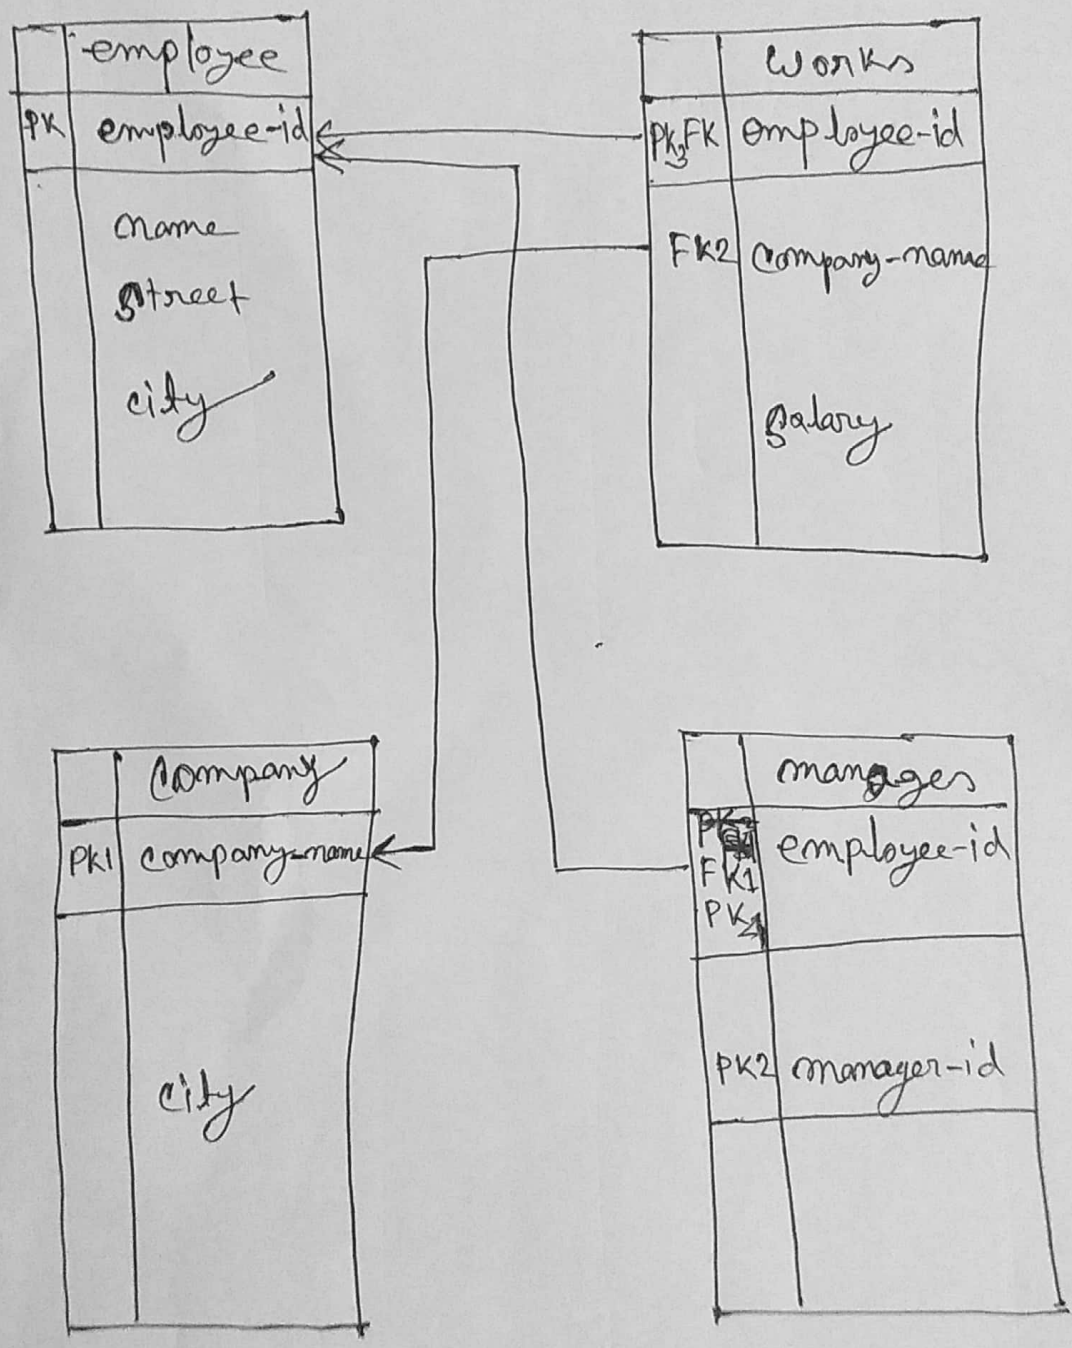 employee
PK employee-id
name
street
city
works
PK,FK employee-id
FK2 company-name
salary
Company
PK1 company-name
city
manages
employee-id
FK1
PK
PK2 manager-id